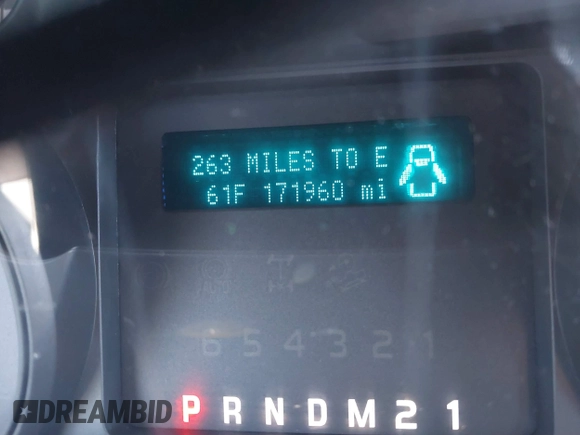 263 MILES TO E
61F 171960 mi
6 5 4 3 2 1
P R N D M 2 1
DREAMBID